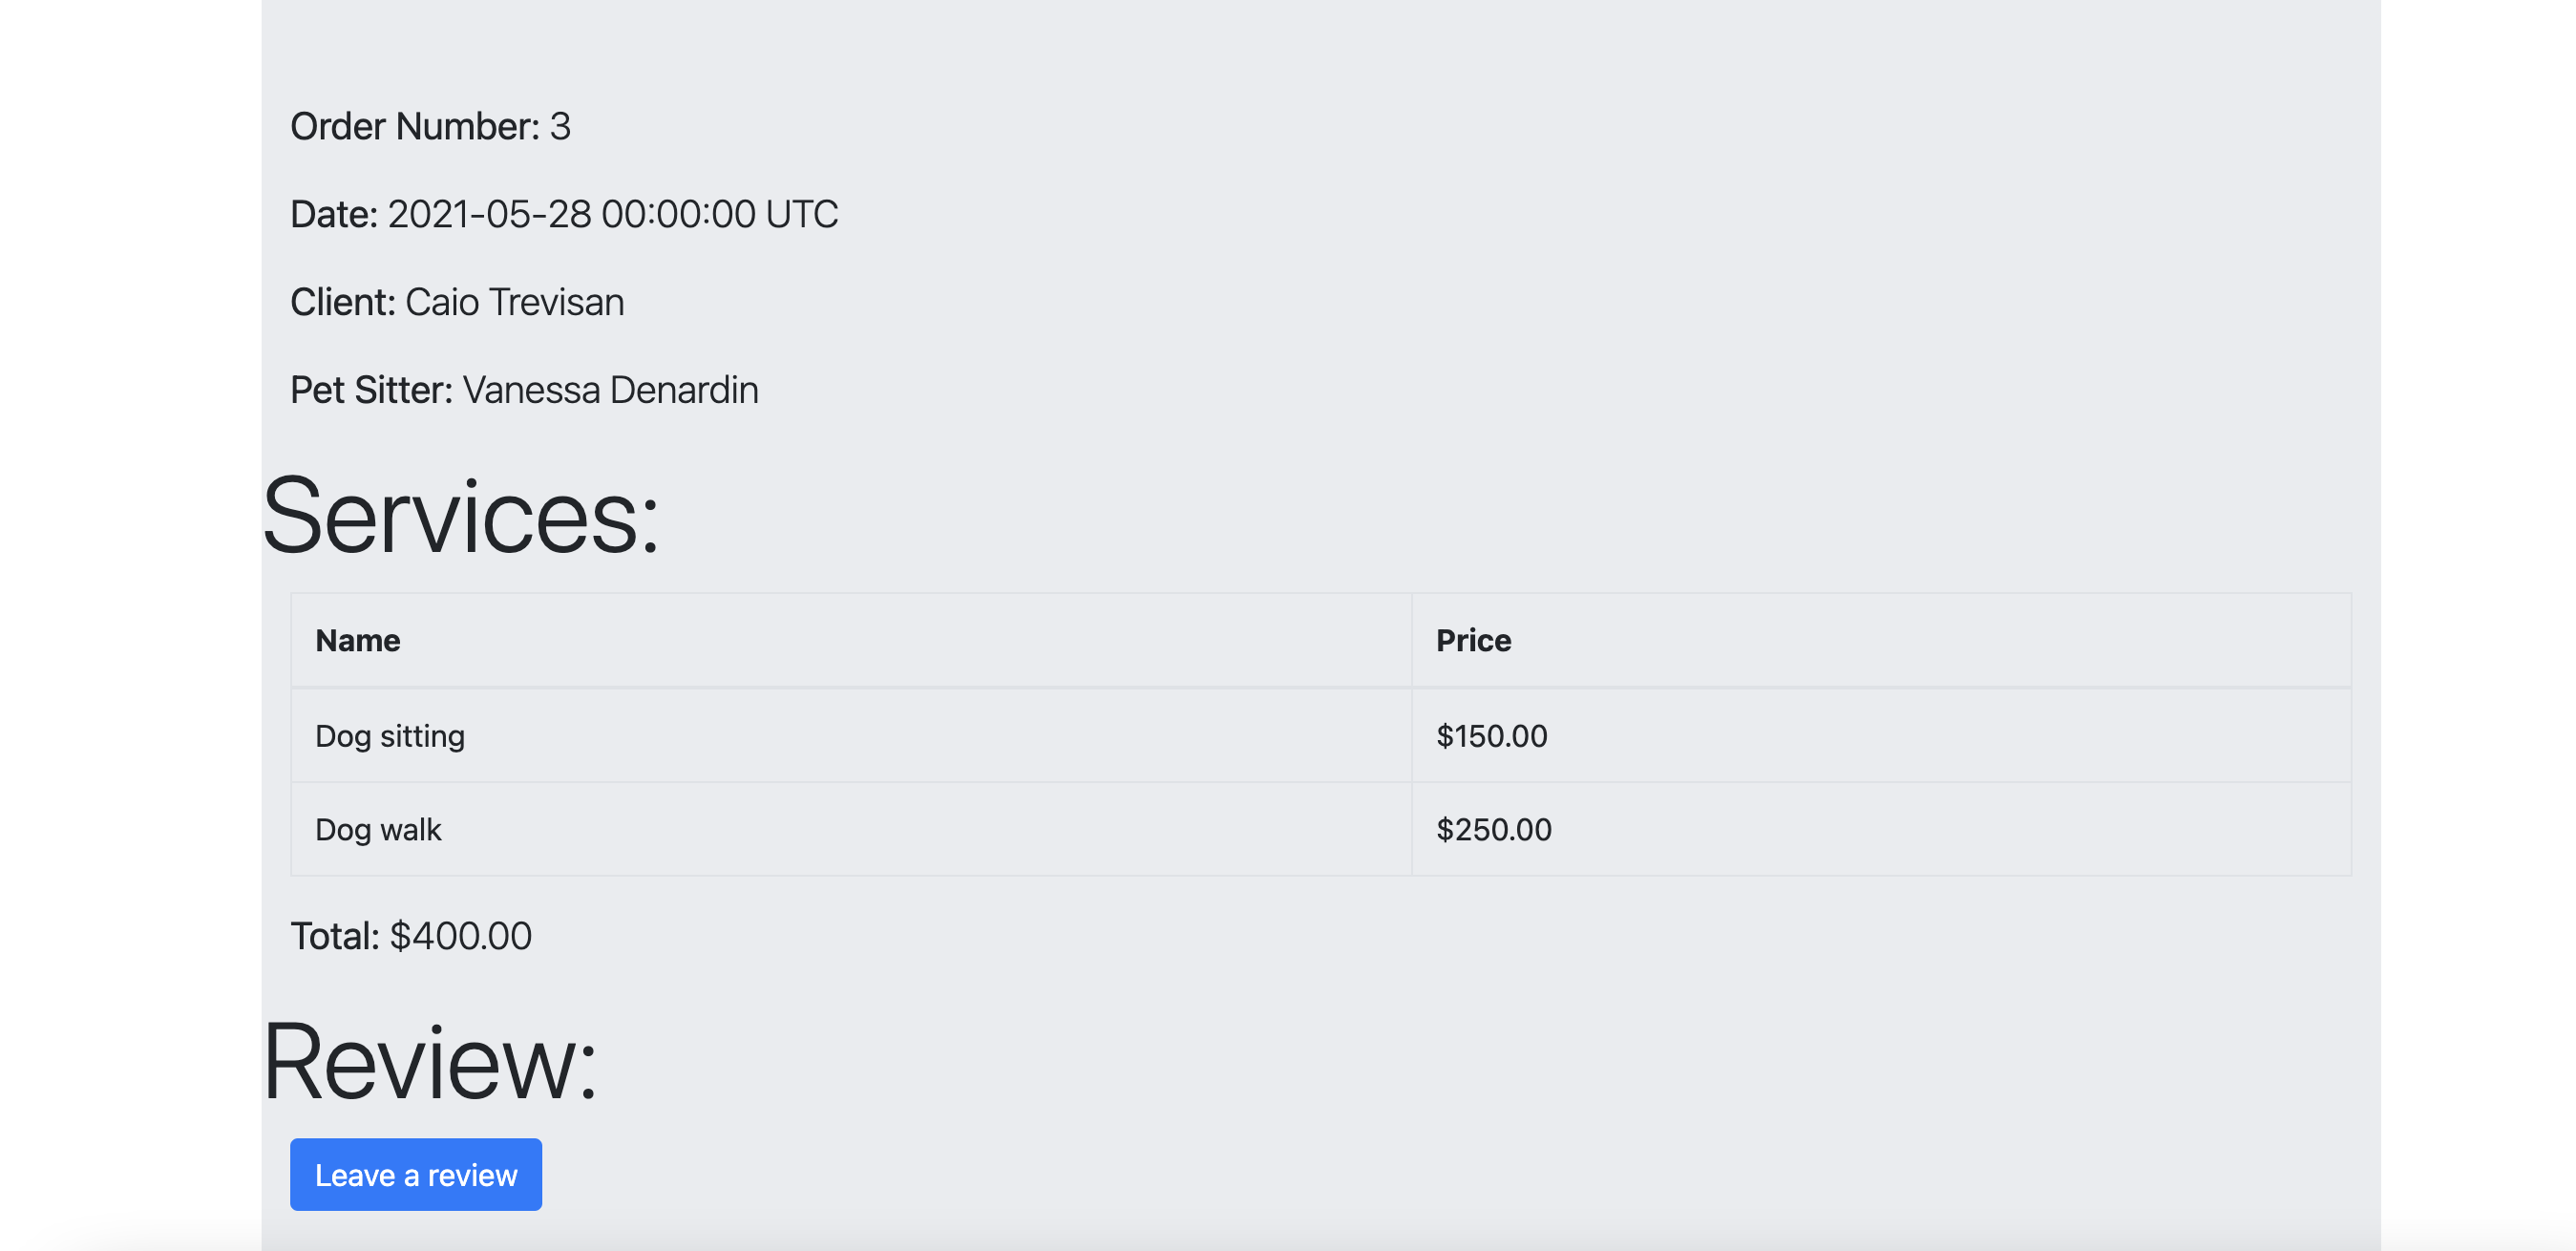 Order Number: 3
Date: 2021-05-28 00:00:00 UTC
Client: Caio Trevisan
Pet Sitter: Vanessa Denardin
Services:
Name Price
Dog sitting $150.00
Dog walk $250.00
Total: $400.00
Review:
Leave a review